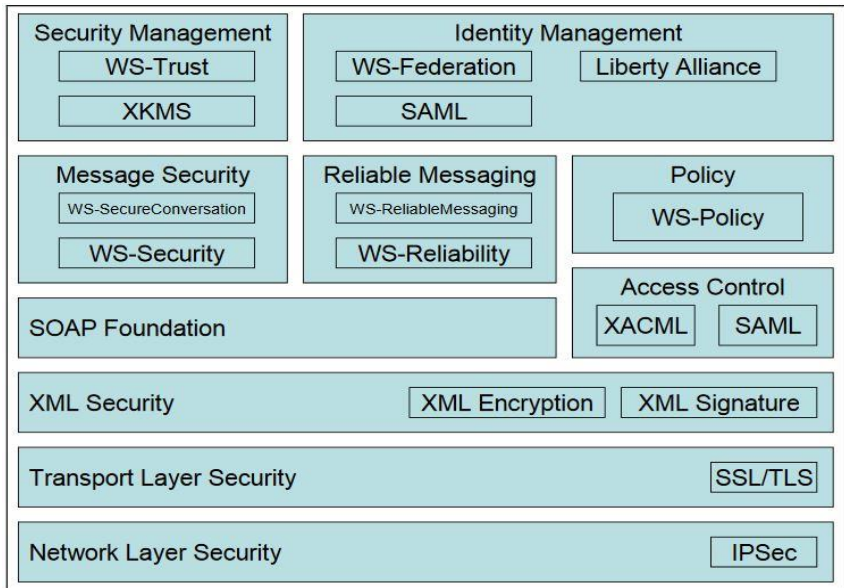 Security Management
WS-Trust
XKMS
Identity Management
WS-Federation
Liberty Alliance
SAML
Message Security
WS-SecureConversation
WS-Security
Reliable Messaging
WS-ReliableMessaging
WS-Reliability
Policy
WS-Policy
Access Control
XACML
SAML
SOAP Foundation
XML Security
XML Encryption
XML Signature
Transport Layer Security
SSL/TLS
Network Layer Security
IPSec